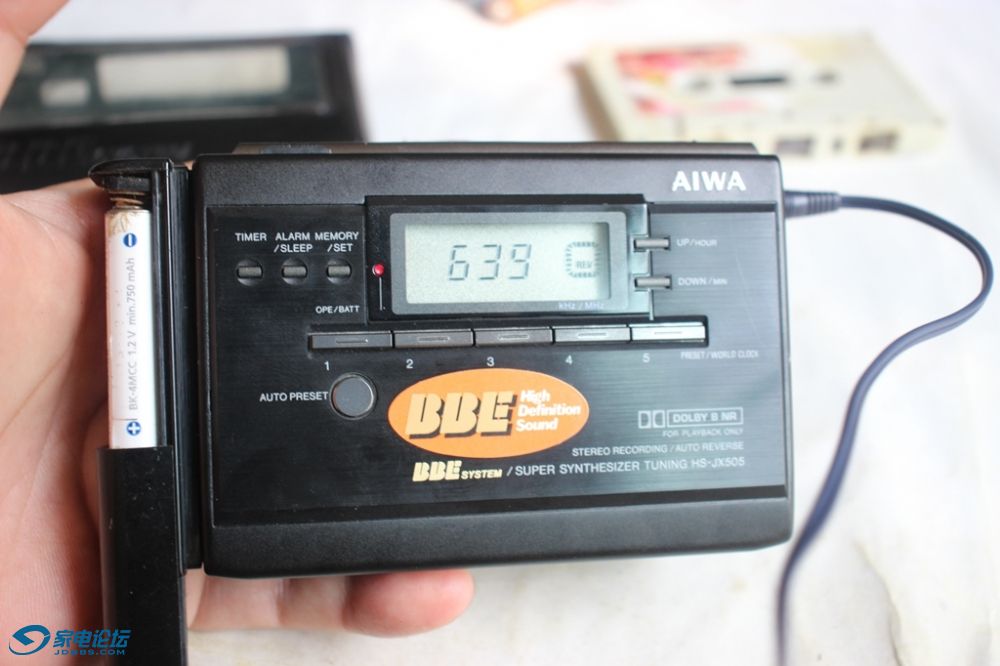 AIWA
TIMER
ALARM /SLEEP
MEMORY /SET
639
REV
UP/HOUR
DOWN/MIN
kHz/MHz
OPE/BATT
1 2 3 4 5
PRESET/WORLD CLOCK
AUTO PRESET
BBE High Definition Sound
DOLBY B NR
FOR PLAYBACK ONLY
STEREO RECORDING/AUTO REVERSE
BBE SYSTEM / SUPER SYNTHESIZER TUNING HS-JX505
BK-4MCC 1.2 V min.750 mAh
家电论坛
JDBBS.COM